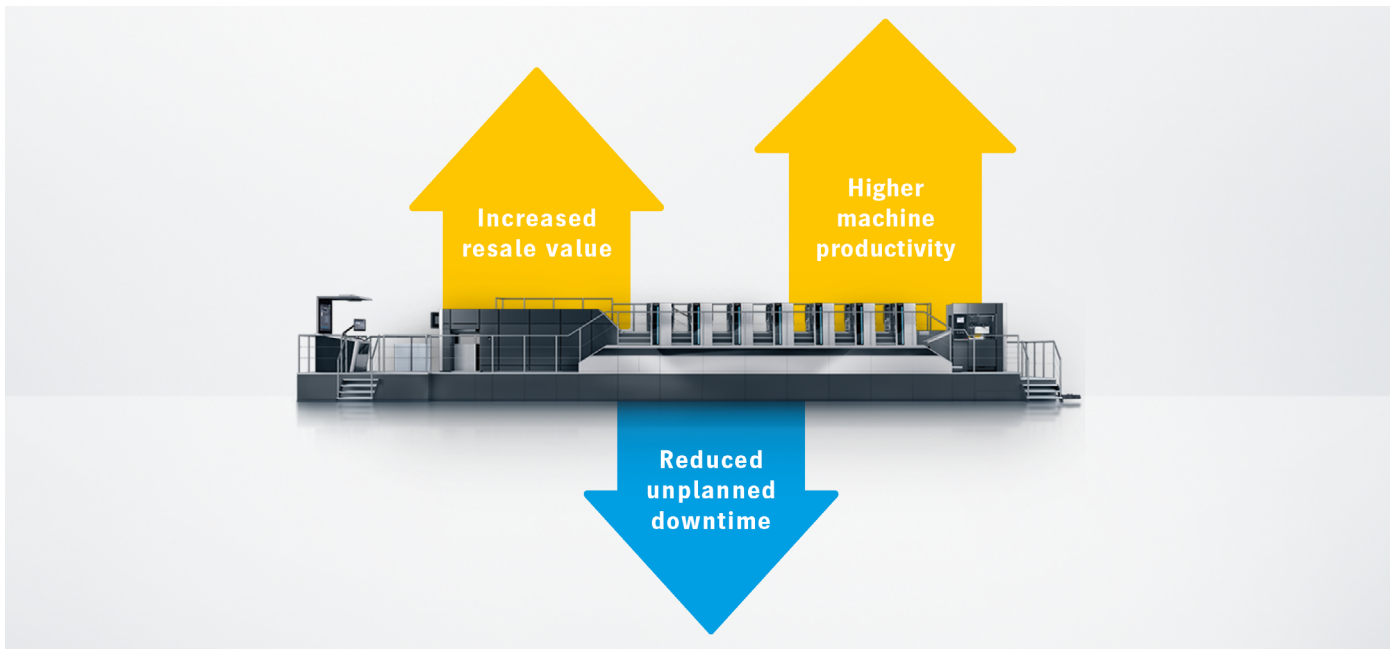 Increased
resale value
Higher
machine
productivity
Reduced
unplanned
downtime